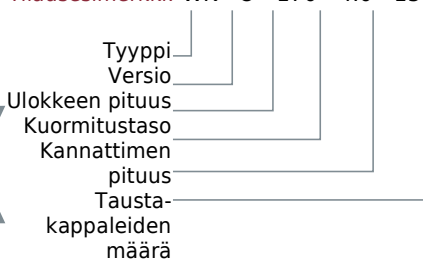 Tyyppi
Versio
Ulokkeen pituus
Kuormitustaso
Kannattimen
pituus
Tausta-
kappaleiden
määrä